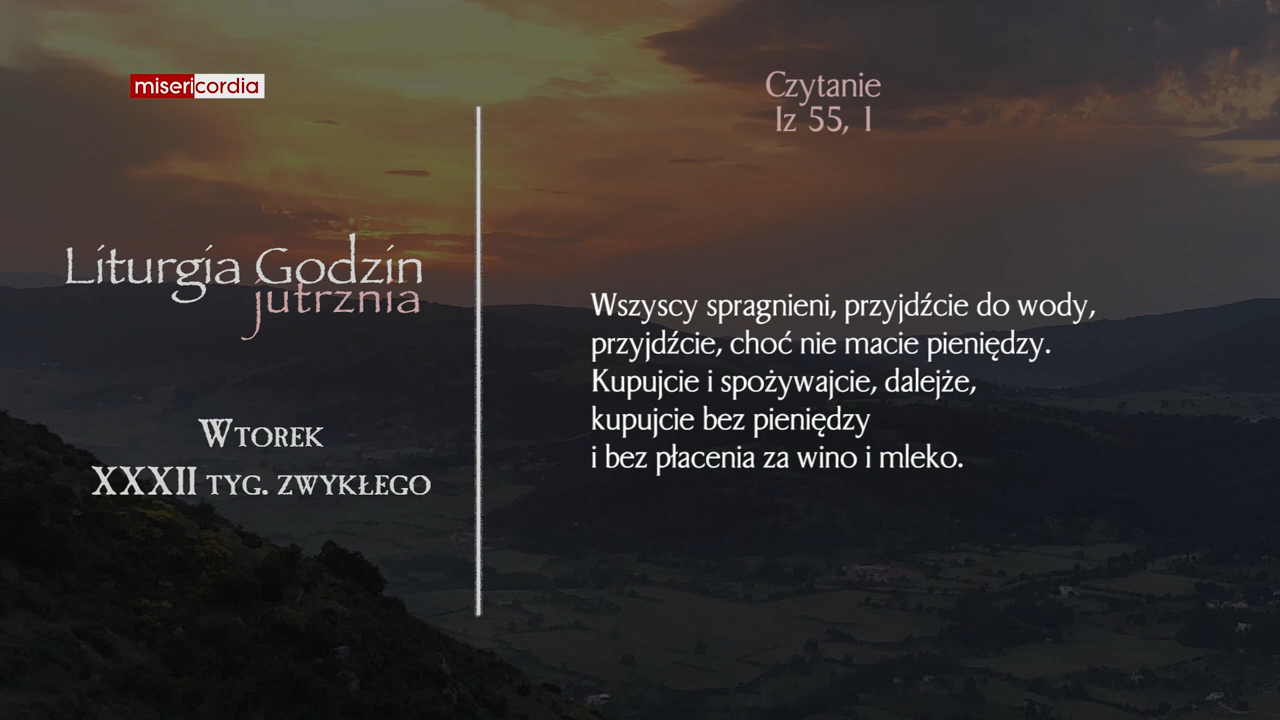 misericordia
Liturgia Godzin
jutrznia
Wtorek
XXXII tyg. zwykłego
Czytanie
Iz 55, 1
Wszyscy spragnieni, przyjdźcie do wody,
przyjdźcie, choć nie macie pieniędzy.
Kupujcie i spożywajcie, dalejże,
kupujcie bez pieniędzy
i bez płacenia za wino i mleko.